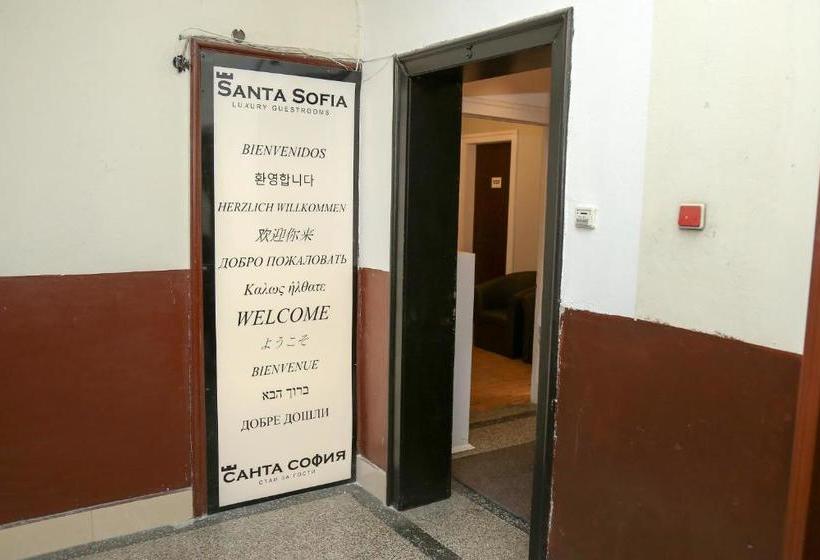 SANTA SOFIA
LUXURY GUESTROOMS
BIENVENIDOS
환영합니다
HERZLICH WILLKOMMEN
欢迎你来
ДОБРО ПОЖАЛОВАТЬ
Καλως ήλθατε
WELCOME
ようこそ
BIENVENUE
ברוך הבא
ДОБРЕ ДОШЛИ
САНТА СОФИЯ
СТАИ ЗА ГОСТИ
3